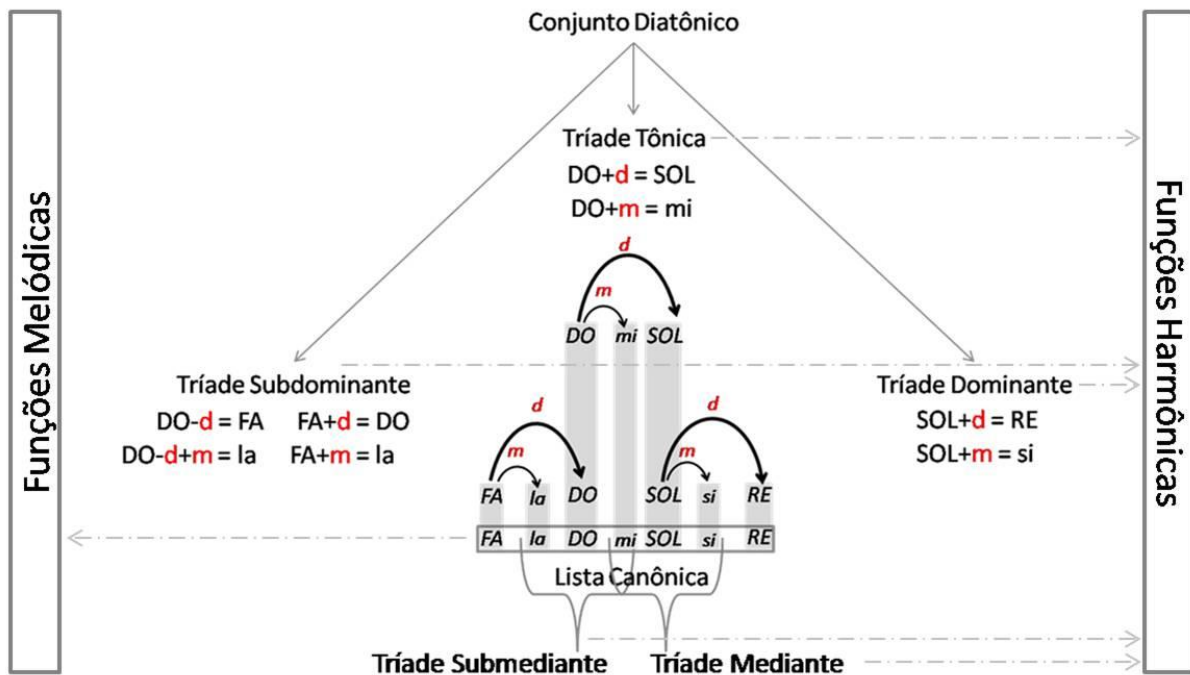 Conjunto Diatônico
Funções Melódicas
Funções Harmônicas
Tríade Tônica
DO+d = SOL
DO+m = mi
d
m
DO mi SOL
Tríade Subdominante
DO-d = FA FA+d = DO
DO-d+m = la FA+m = la
Tríade Dominante
SOL+d = RE
SOL+m = si
d d
m m
FA la DO SOL si RE
FA la DO mi SOL si RE
Lista Canônica
Tríade Submediante Tríade Mediante